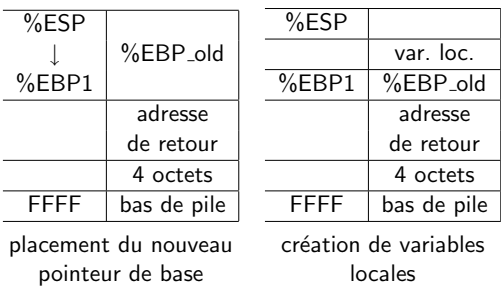 %ESP
↓ %EBP_old
%EBP1
adresse
de retour
4 octets
FFFF bas de pile
placement du nouveau
pointeur de base
%ESP
var. loc.
%EBP1 %EBP_old
adresse
de retour
4 octets
FFFF bas de pile
création de variables
locales